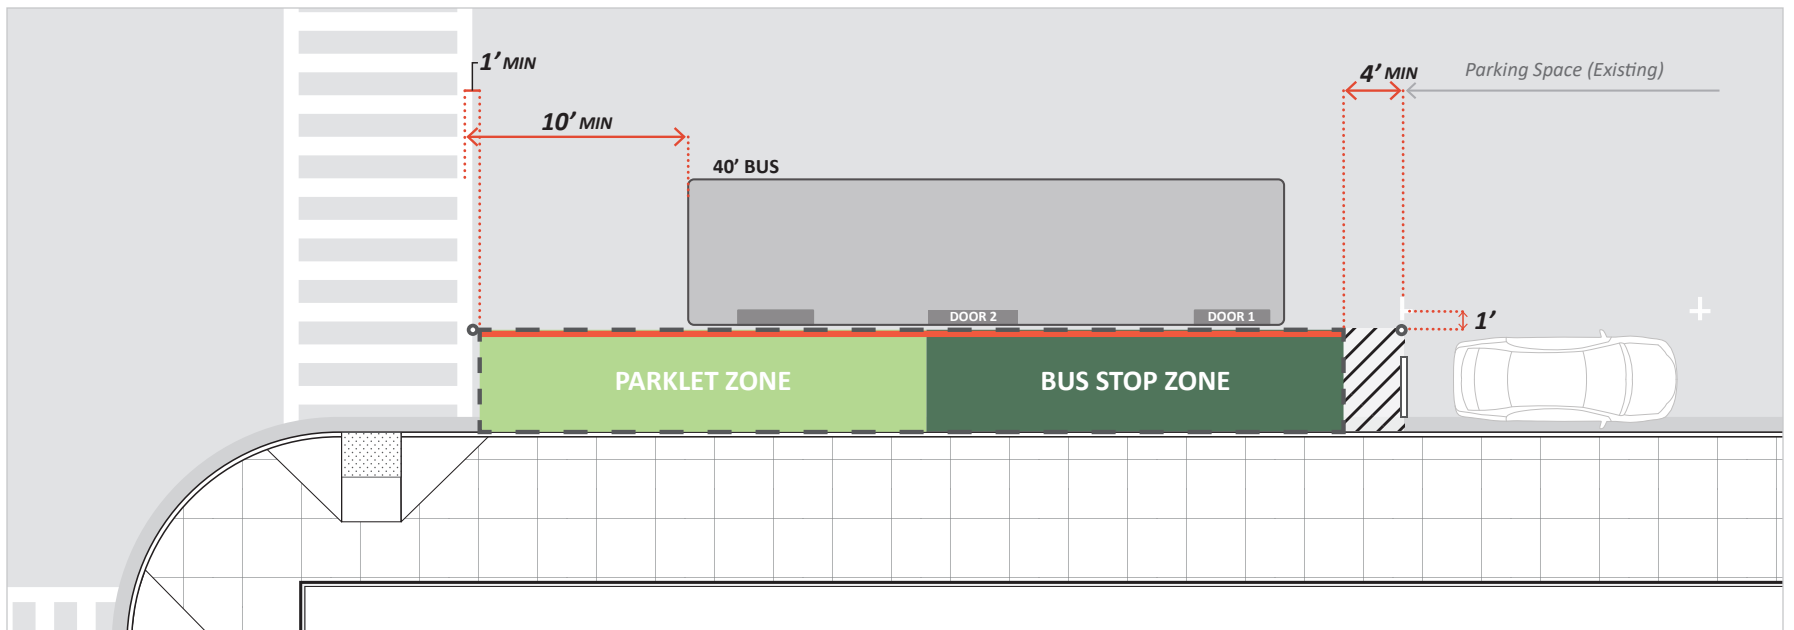 1’ MIN
4’ MIN
Parking Space (Existing)
10’ MIN
40’ BUS
DOOR 2
DOOR 1
1’
PARKLET ZONE
BUS STOP ZONE